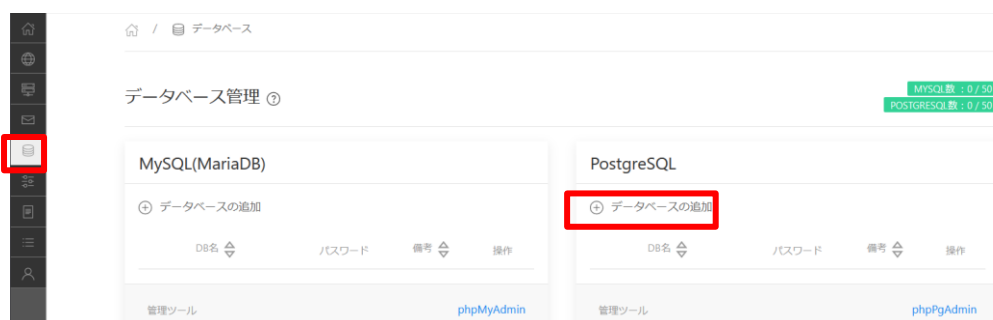 / データベース
データベース管理 ?
MYSQL数 : 0 / 50
POSTGRESQL数 : 0 / 50
MySQL(MariaDB)
データベースの追加
DB名 パスワード 備考 操作
管理ツール phpMyAdmin
PostgreSQL
データベースの追加
DB名 パスワード 備考 操作
管理ツール phpPgAdmin